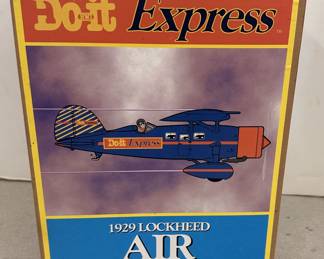 Do-it Express
Do-it Express
1929 LOCKHEED
AIR